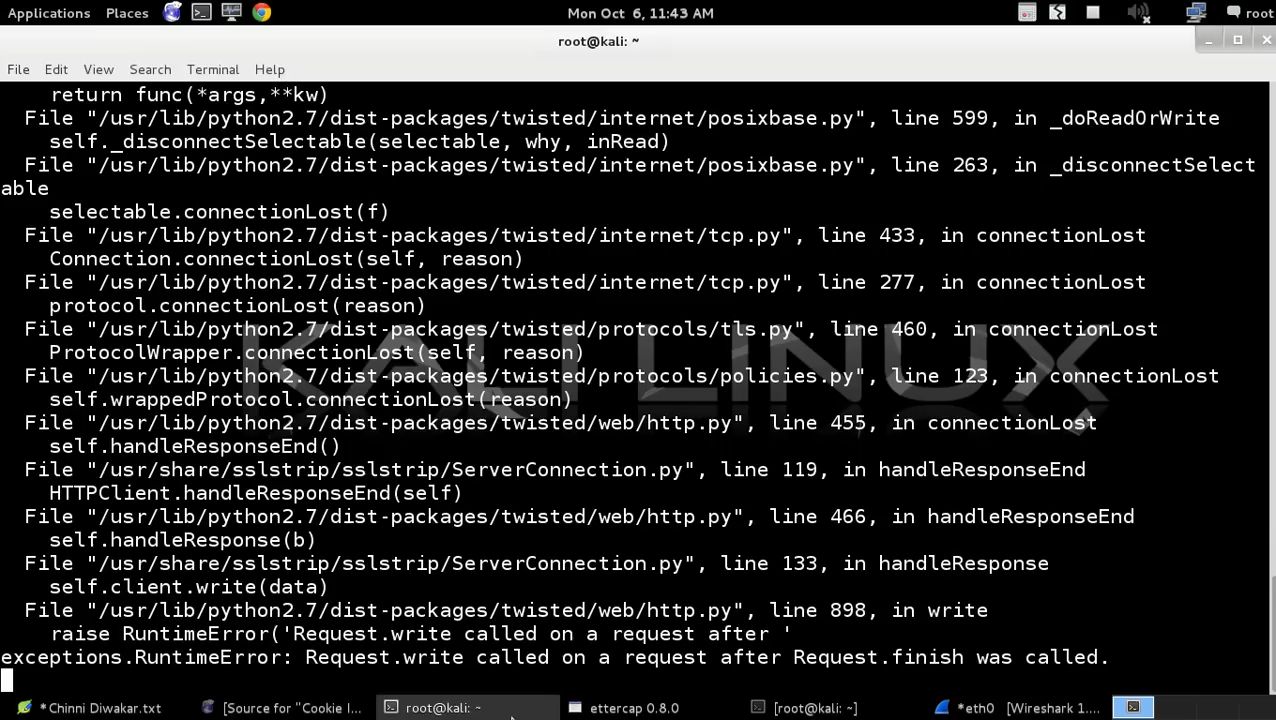 Applications Places Mon Oct 6, 11:43 AM root
root@kali: ~
File Edit View Search Terminal Help
return func(*args,**kw)
File "/usr/lib/python2.7/dist-packages/twisted/internet/posixbase.py", line 599, in _doReadOrWrite
self._disconnectSelectable(selectable, why, inRead)
File "/usr/lib/python2.7/dist-packages/twisted/internet/posixbase.py", line 263, in _disconnectSelect
able
selectable.connectionLost(f)
File "/usr/lib/python2.7/dist-packages/twisted/internet/tcp.py", line 433, in connectionLost
Connection.connectionLost(self, reason)
File "/usr/lib/python2.7/dist-packages/twisted/internet/tcp.py", line 277, in connectionLost
protocol.connectionLost(reason)
File "/usr/lib/python2.7/dist-packages/twisted/protocols/tls.py", line 460, in connectionLost
ProtocolWrapper.connectionLost(self, reason)
KALI LINUX
File "/usr/lib/python2.7/dist-packages/twisted/protocols/policies.py", line 123, in connectionLost
self.wrappedProtocol.connectionLost(reason)
File "/usr/lib/python2.7/dist-packages/twisted/web/http.py", line 455, in connectionLost
self.handleResponseEnd()
File "/usr/share/sslstrip/sslstrip/ServerConnection.py", line 119, in handleResponseEnd
HTTPClient.handleResponseEnd(self)
File "/usr/lib/python2.7/dist-packages/twisted/web/http.py", line 466, in handleResponseEnd
self.handleResponse(b)
File "/usr/share/sslstrip/sslstrip/ServerConnection.py", line 133, in handleResponse
self.client.write(data)
File "/usr/lib/python2.7/dist-packages/twisted/web/http.py", line 898, in write
raise RuntimeError('Request.write called on a request after '
exceptions.RuntimeError: Request.write called on a request after Request.finish was called.
*Chinni Diwakar.txt [Source for "Cookie I... root@kali: ~ ettercap 0.8.0 [root@kali: ~] *eth0 [Wireshark 1....